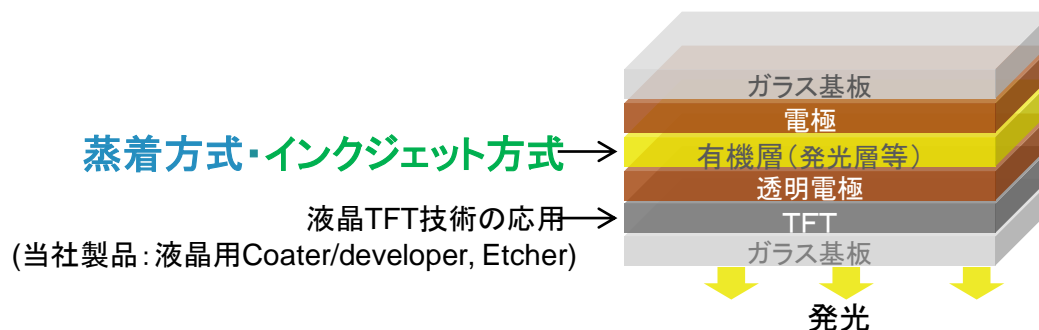 ガラス基板
電極
蒸着方式・インクジェット方式
有機層（発光層等）
透明電極
液晶TFT技術の応用
TFT
(当社製品：液晶用Coater/developer, Etcher)
ガラス基板
発光